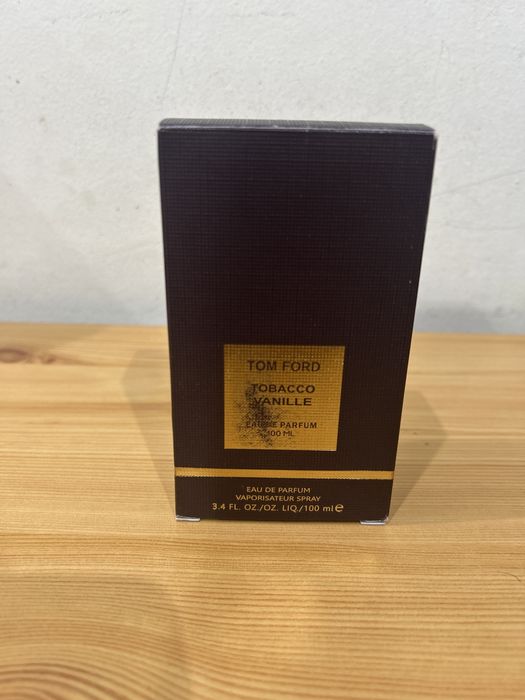 TOM FORD
TOBACCO
VANILLE
EAU DE PARFUM
100 ML
EAU DE PARFUM
VAPORISATEUR SPRAY
3.4 FL. OZ./OZ. LIQ./100 ml e